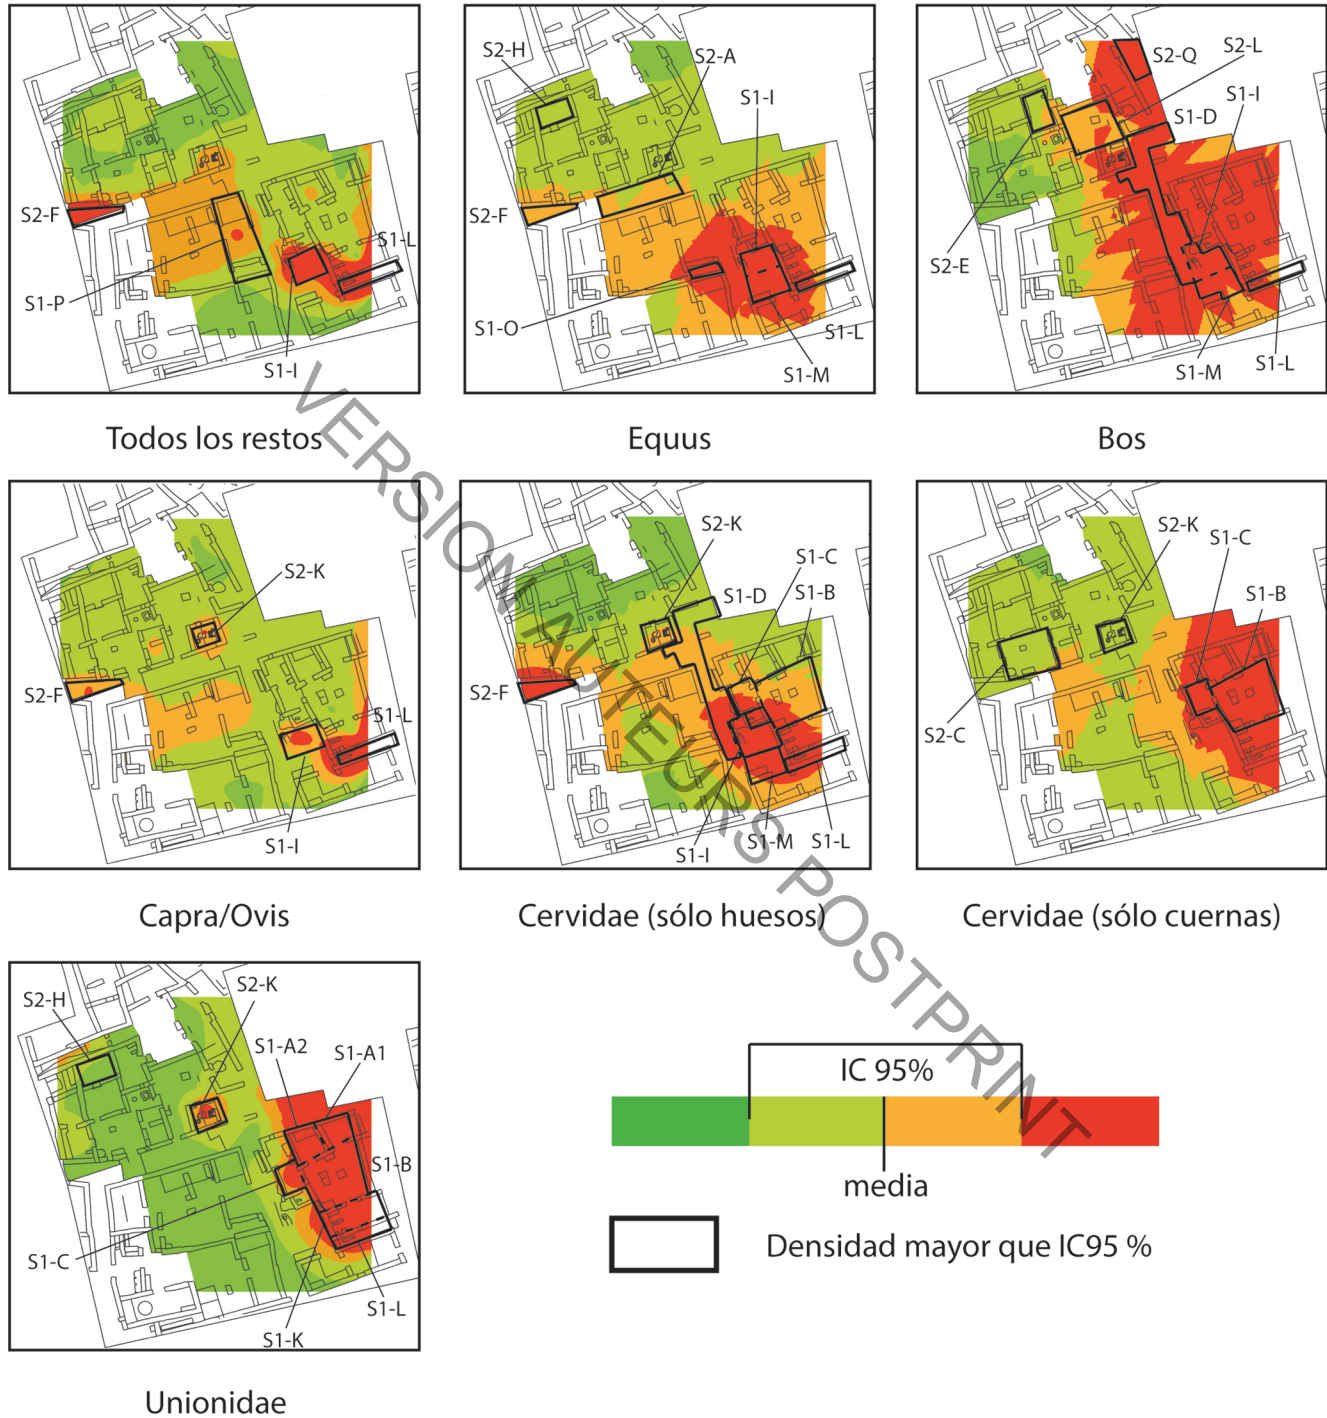 S2-F
S1-P
S1-I
S1-L
Todos los restos
S2-H
S2-A
S1-I
S2-F
S1-O
S1-L
S1-M
Equus
S2-Q
S2-L
S1-I
S1-D
S2-E
S1-M
S1-L
Bos
S2-K
S2-F
S1-L
S1-I
Capra/Ovis
S2-K
S1-C
S1-D
S1-B
S2-F
S1-I
S1-M
S1-L
Cervidae (sólo huesos)
S2-K
S1-C
S1-B
S2-C
Cervidae (sólo cuernas)
S2-H
S2-K
S1-A2
S1-A1
S1-B
S1-C
S1-L
S1-K
Unionidae
IC 95%
media
Densidad mayor que IC95 %
VERSION AUTEURS POSTPRINT